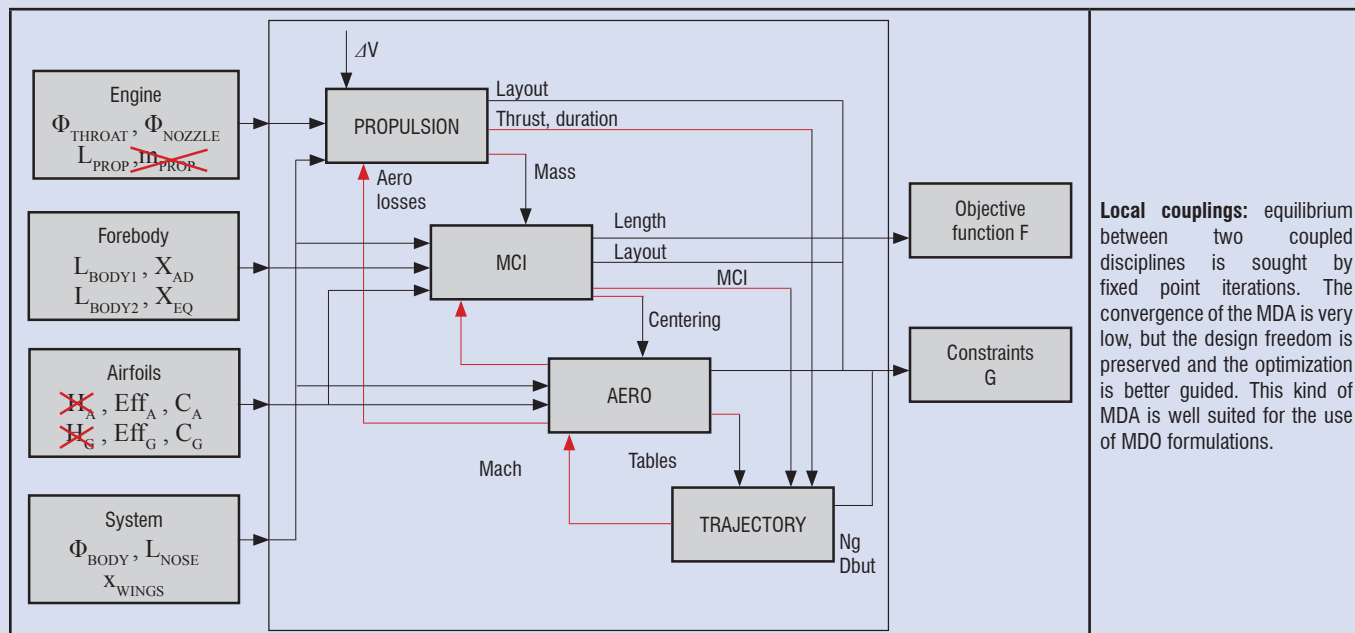 Engine
Φ_THROAT , Φ_NOZZLE
L_PROP , m_PROP
Forebody
L_BODY1 , X_AD
L_BODY2 , X_EQ
Airfoils
H_A , Eff_A , C_A
H_G , Eff_G , C_G
System
Φ_BODY , L_NOSE
x_WINGS
ΔV
PROPULSION
Layout
Thrust, duration
Aero
losses
Mass
MCI
Length
Layout
MCI
Centering
AERO
Mach
Tables
TRAJECTORY
Ng
Dbut
Objective
function F
Constraints
G
Local couplings: equilibrium
between two coupled
disciplines is sought by
fixed point iterations. The
convergence of the MDA is very
low, but the design freedom is
preserved and the optimization
is better guided. This kind of
MDA is well suited for the use
of MDO formulations.